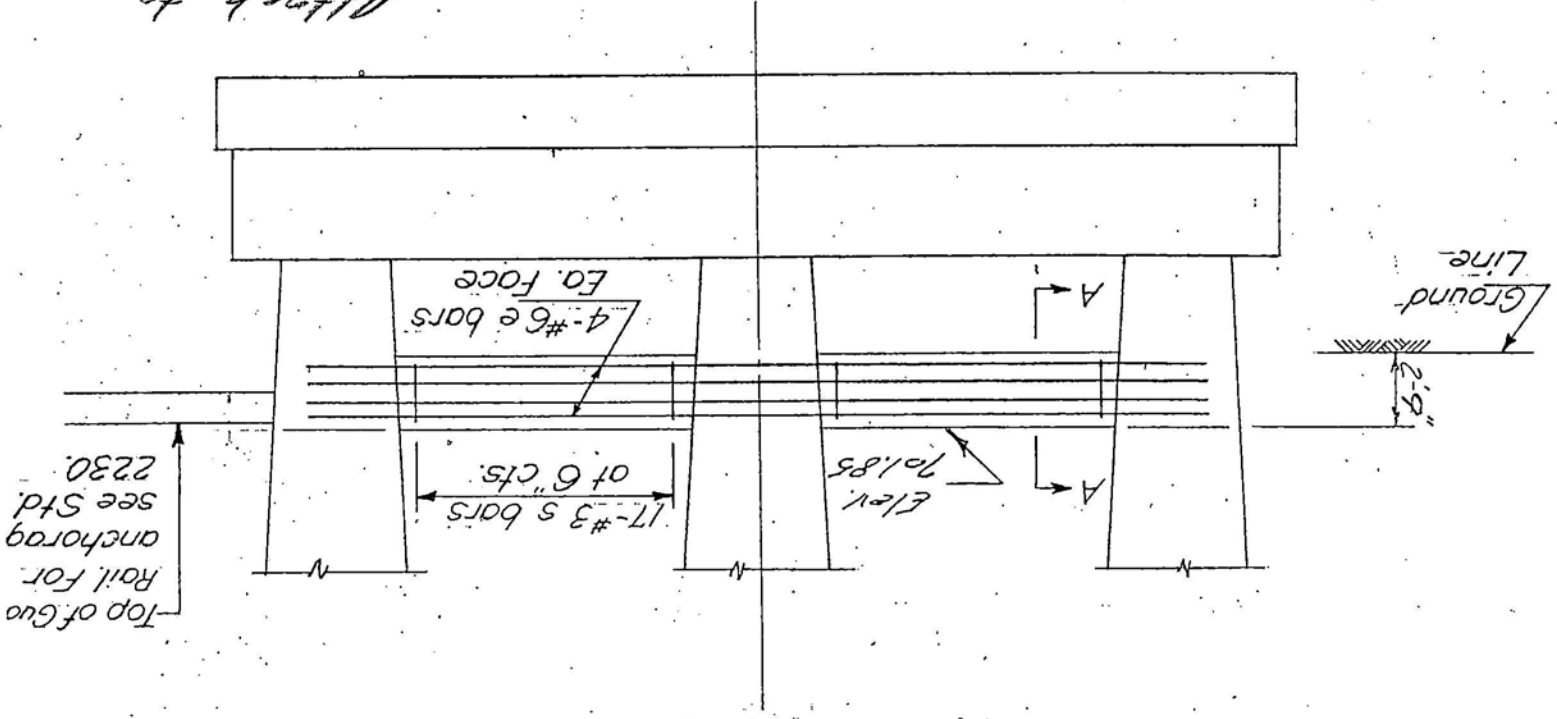 Top of Gua
Rail. For
anchorag
see Std.
2230.
17-#3 s bars
at 6" cts.
Elev.
701.85
A
A
2'-9"
Ground
Line
4-#6 e bars
Ea. Face